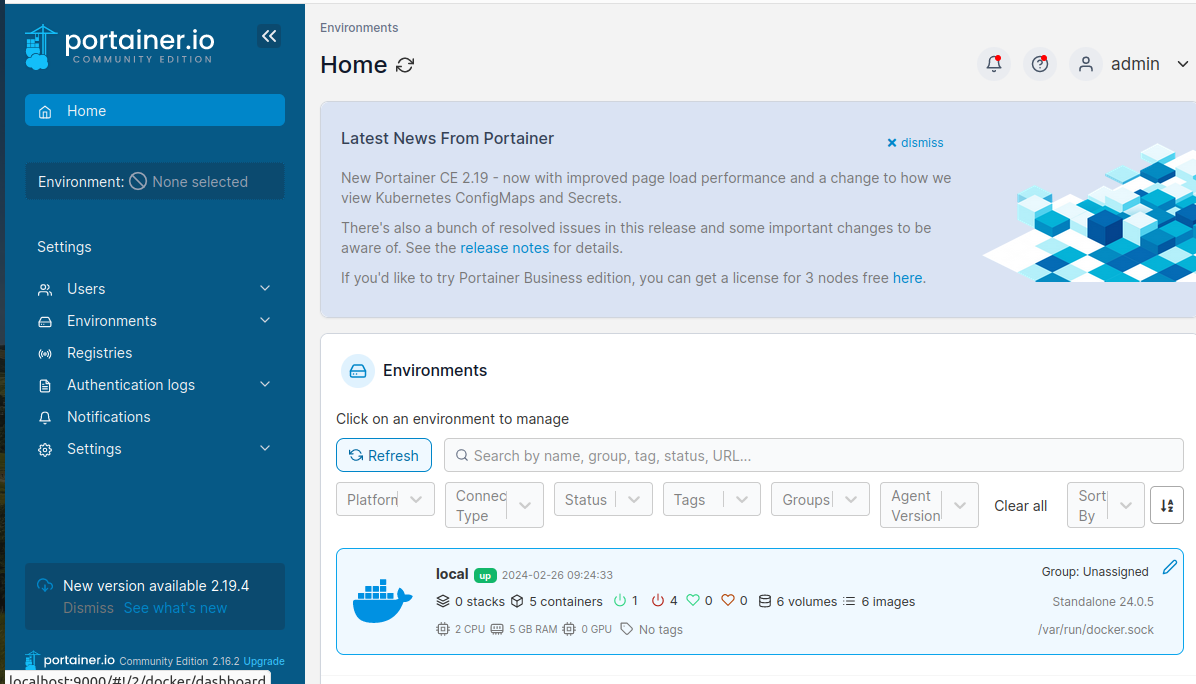 portainer.io
COMMUNITY EDITION
Home
Environment: None selected
Settings
Users
Environments
Registries
Authentication logs
Notifications
Settings
New version available 2.19.4
Dismiss See what's new
portainer.io Community Edition 2.16.2 Upgrade
localhost:9000/#!/2/docker/dashboard
Environments
Home
admin
Latest News From Portainer
dismiss
New Portainer CE 2.19 - now with improved page load performance and a change to how we
view Kubernetes ConfigMaps and Secrets.
There's also a bunch of resolved issues in this release and some important changes to be
aware of. See the release notes for details.
If you'd like to try Portainer Business edition, you can get a license for 3 nodes free here.
Environments
Click on an environment to manage
Refresh
Search by name, group, tag, status, URL...
Platform
Connec
Type
Status
Tags
Groups
Agent
Version
Clear all
Sort
By
local up 2024-02-26 09:24:33
Group: Unassigned
0 stacks 5 containers 1 4 0 0 6 volumes 6 images
Standalone 24.0.5
2 CPU 5 GB RAM 0 GPU No tags
/var/run/docker.sock